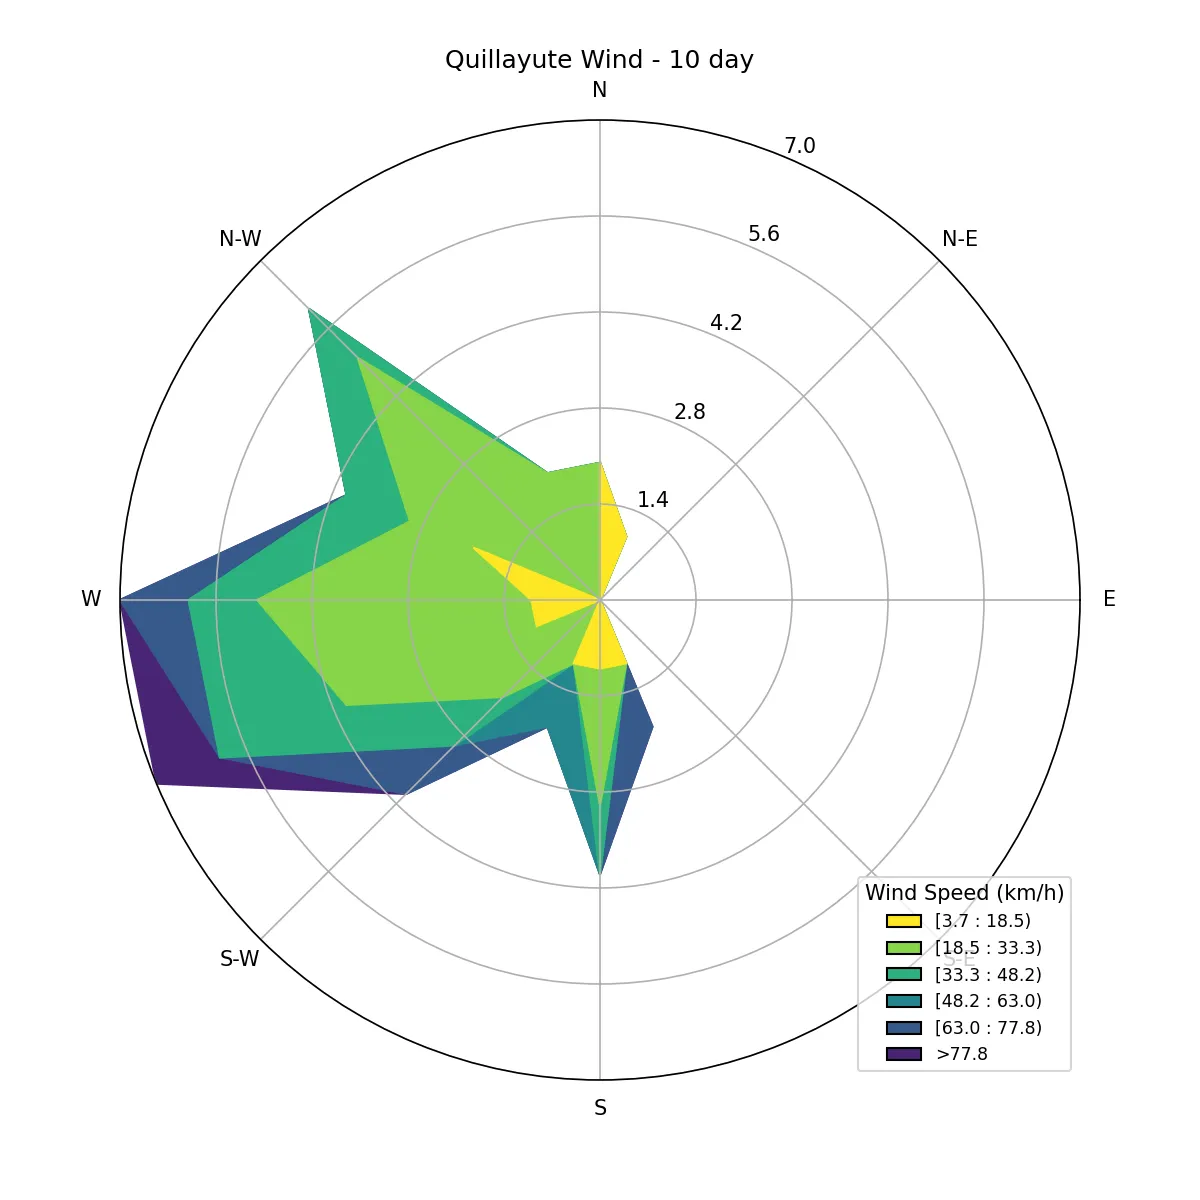 Quillayute Wind - 10 day
N
7.0
N-W
5.6
N-E
4.2
2.8
1.4
W
E
Wind Speed (km/h)
[3.7 : 18.5)
[18.5 : 33.3)
S-W
S-E
[33.3 : 48.2)
[48.2 : 63.0)
[63.0 : 77.8)
>77.8
S